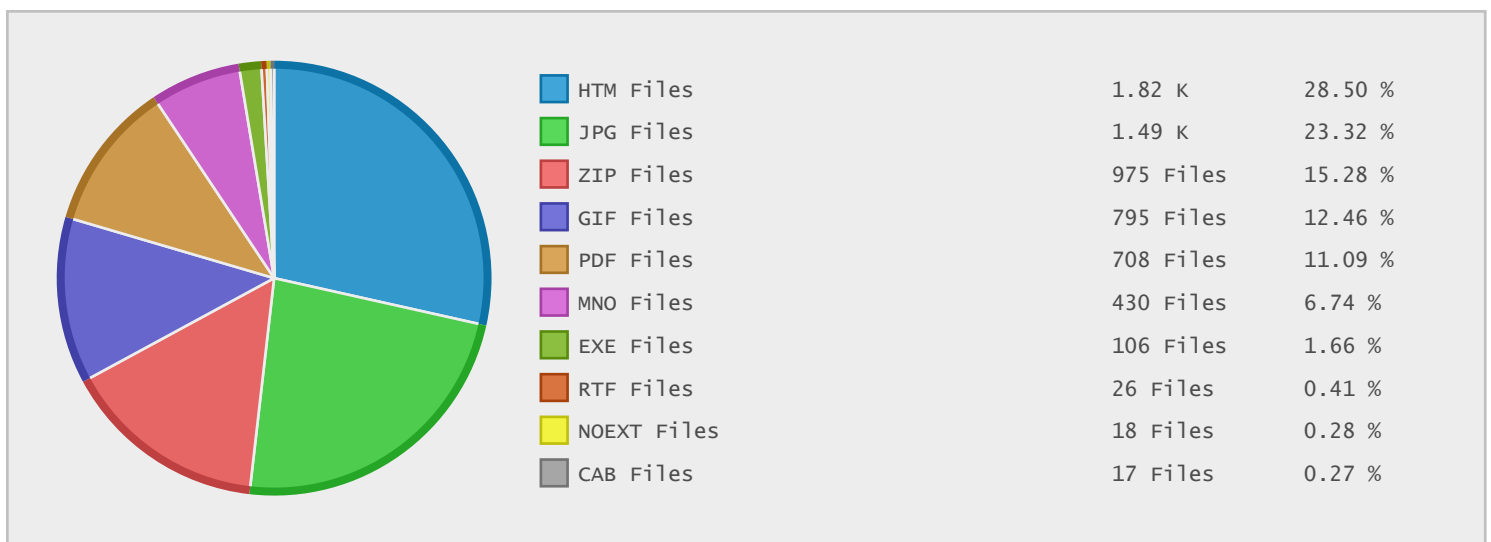 HTM Files 1.82 K 28.50 %
JPG Files 1.49 K 23.32 %
ZIP Files 975 Files 15.28 %
GIF Files 795 Files 12.46 %
PDF Files 708 Files 11.09 %
MNO Files 430 Files 6.74 %
EXE Files 106 Files 1.66 %
RTF Files 26 Files 0.41 %
NOEXT Files 18 Files 0.28 %
CAB Files 17 Files 0.27 %